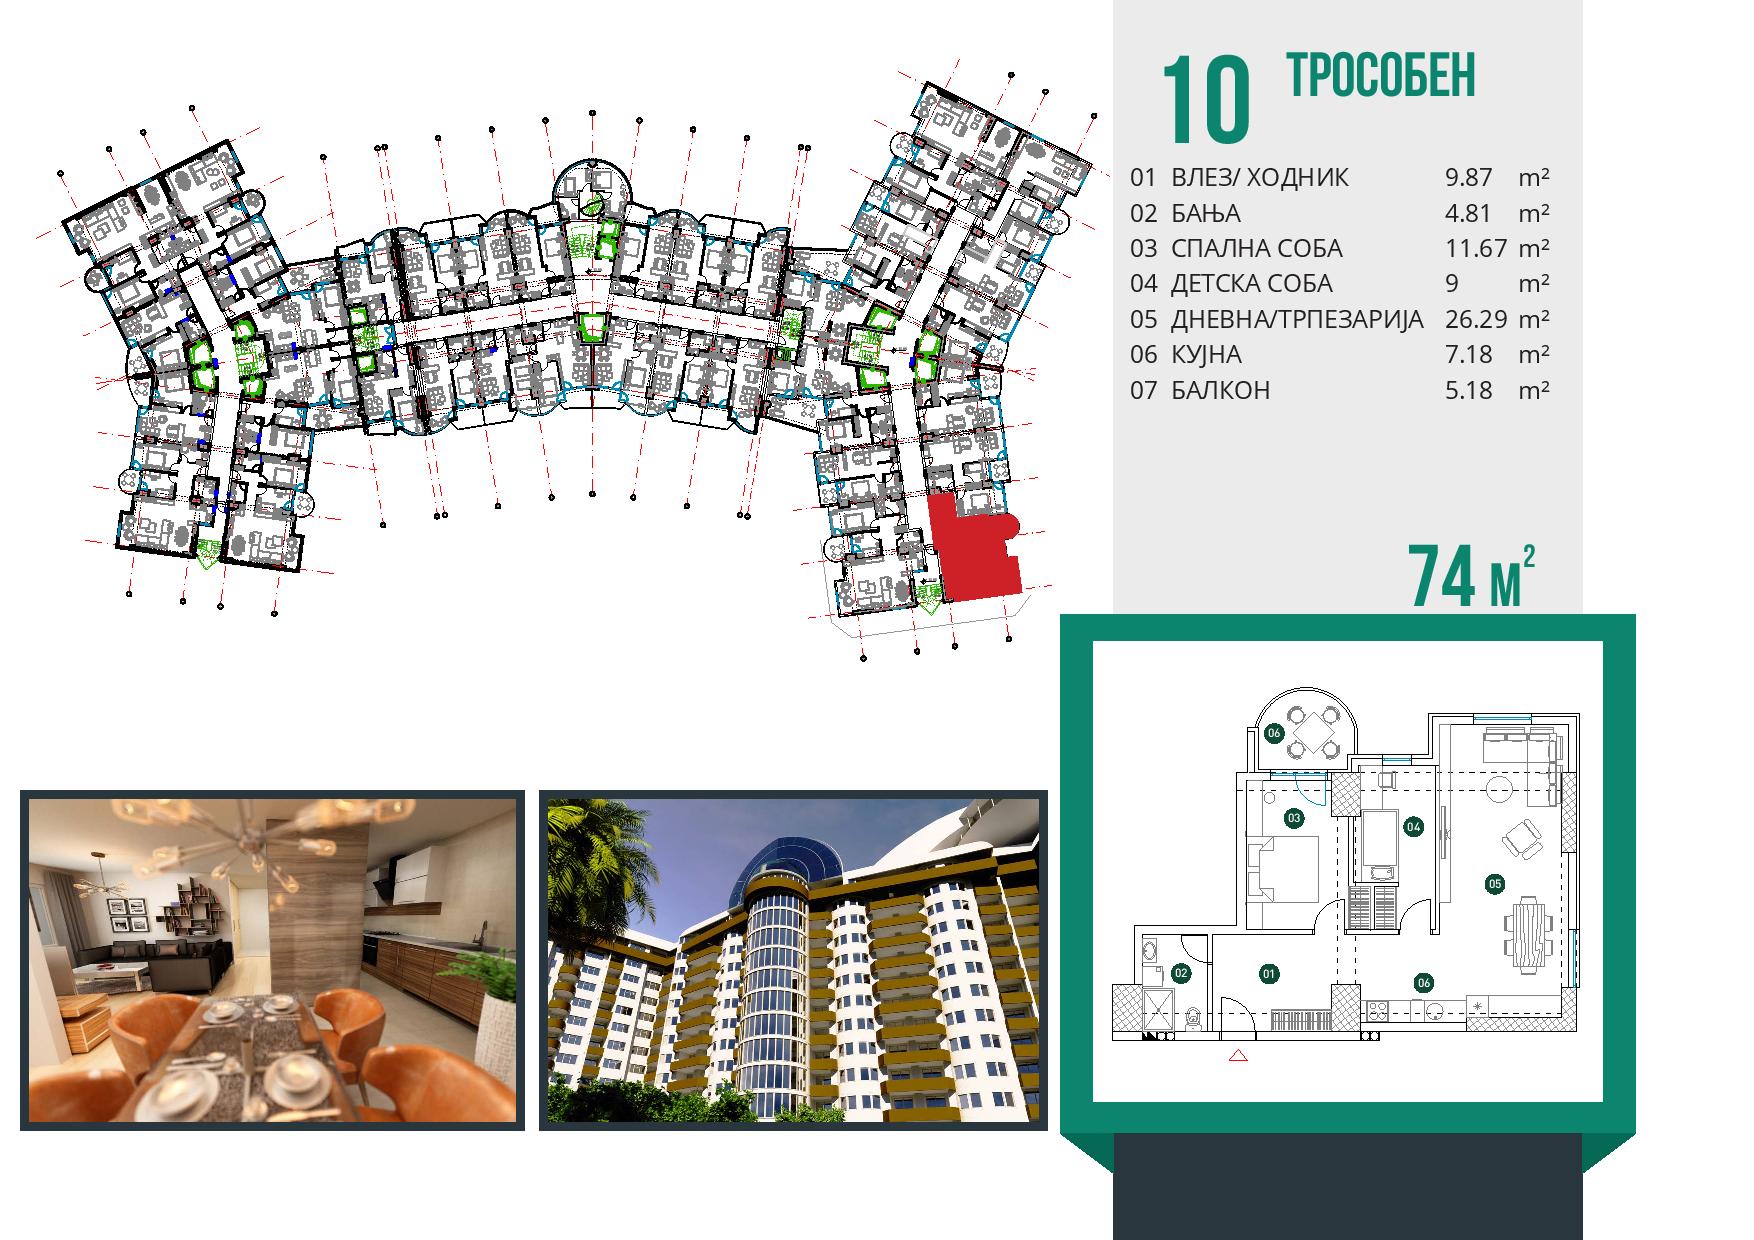 10 ТРОСОБЕН
01 ВЛЕЗ/ ХОДНИК 9.87 m²
02 БАЊА 4.81 m²
03 СПАЛНА СОБА 11.67 m²
04 ДЕТСКА СОБА 9 m²
05 ДНЕВНА/ТРПЕЗАРИЈА 26.29 m²
06 КУЈНА 7.18 m²
07 БАЛКОН 5.18 m²
74 м²
06
03
04
05
02
01
06